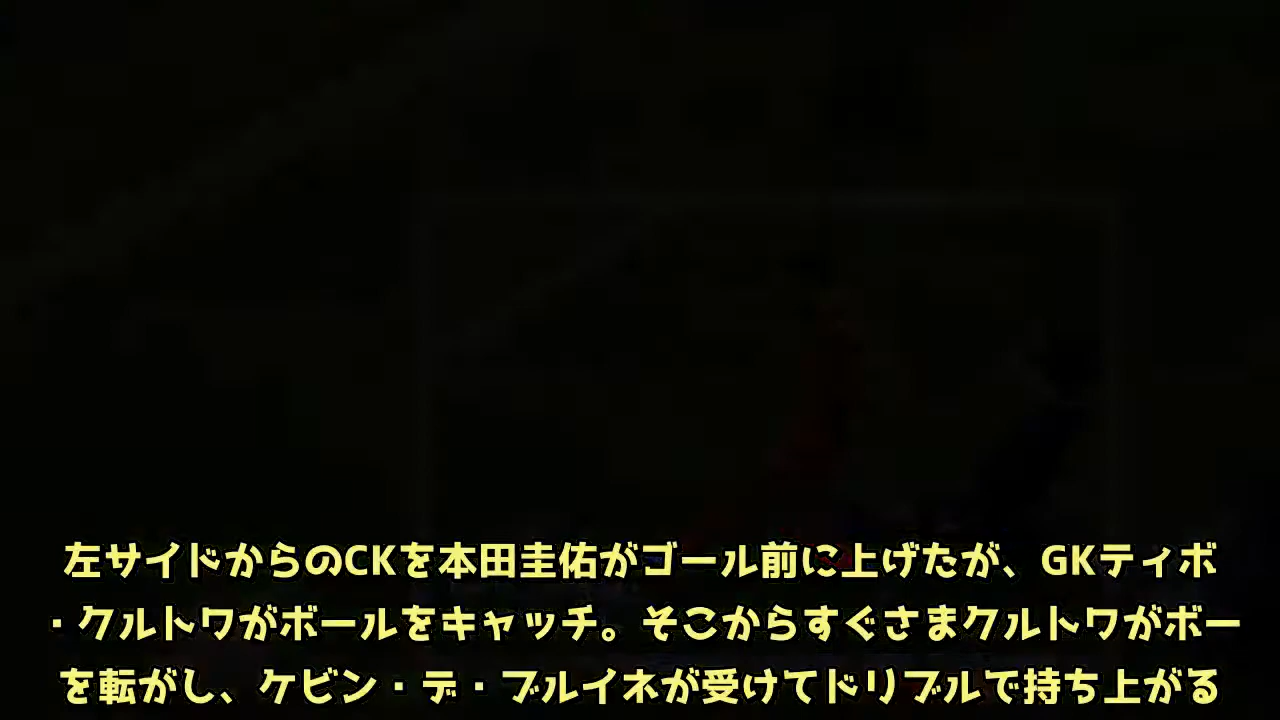 左サイドからのCKを本田圭佑がゴール前に上げたが、GKティボ
・クルトワがボールをキャッチ。そこからすぐさまクルトワがボー
を転がし、ケビン・デ・ブルイネが受けてドリブルで持ち上がる